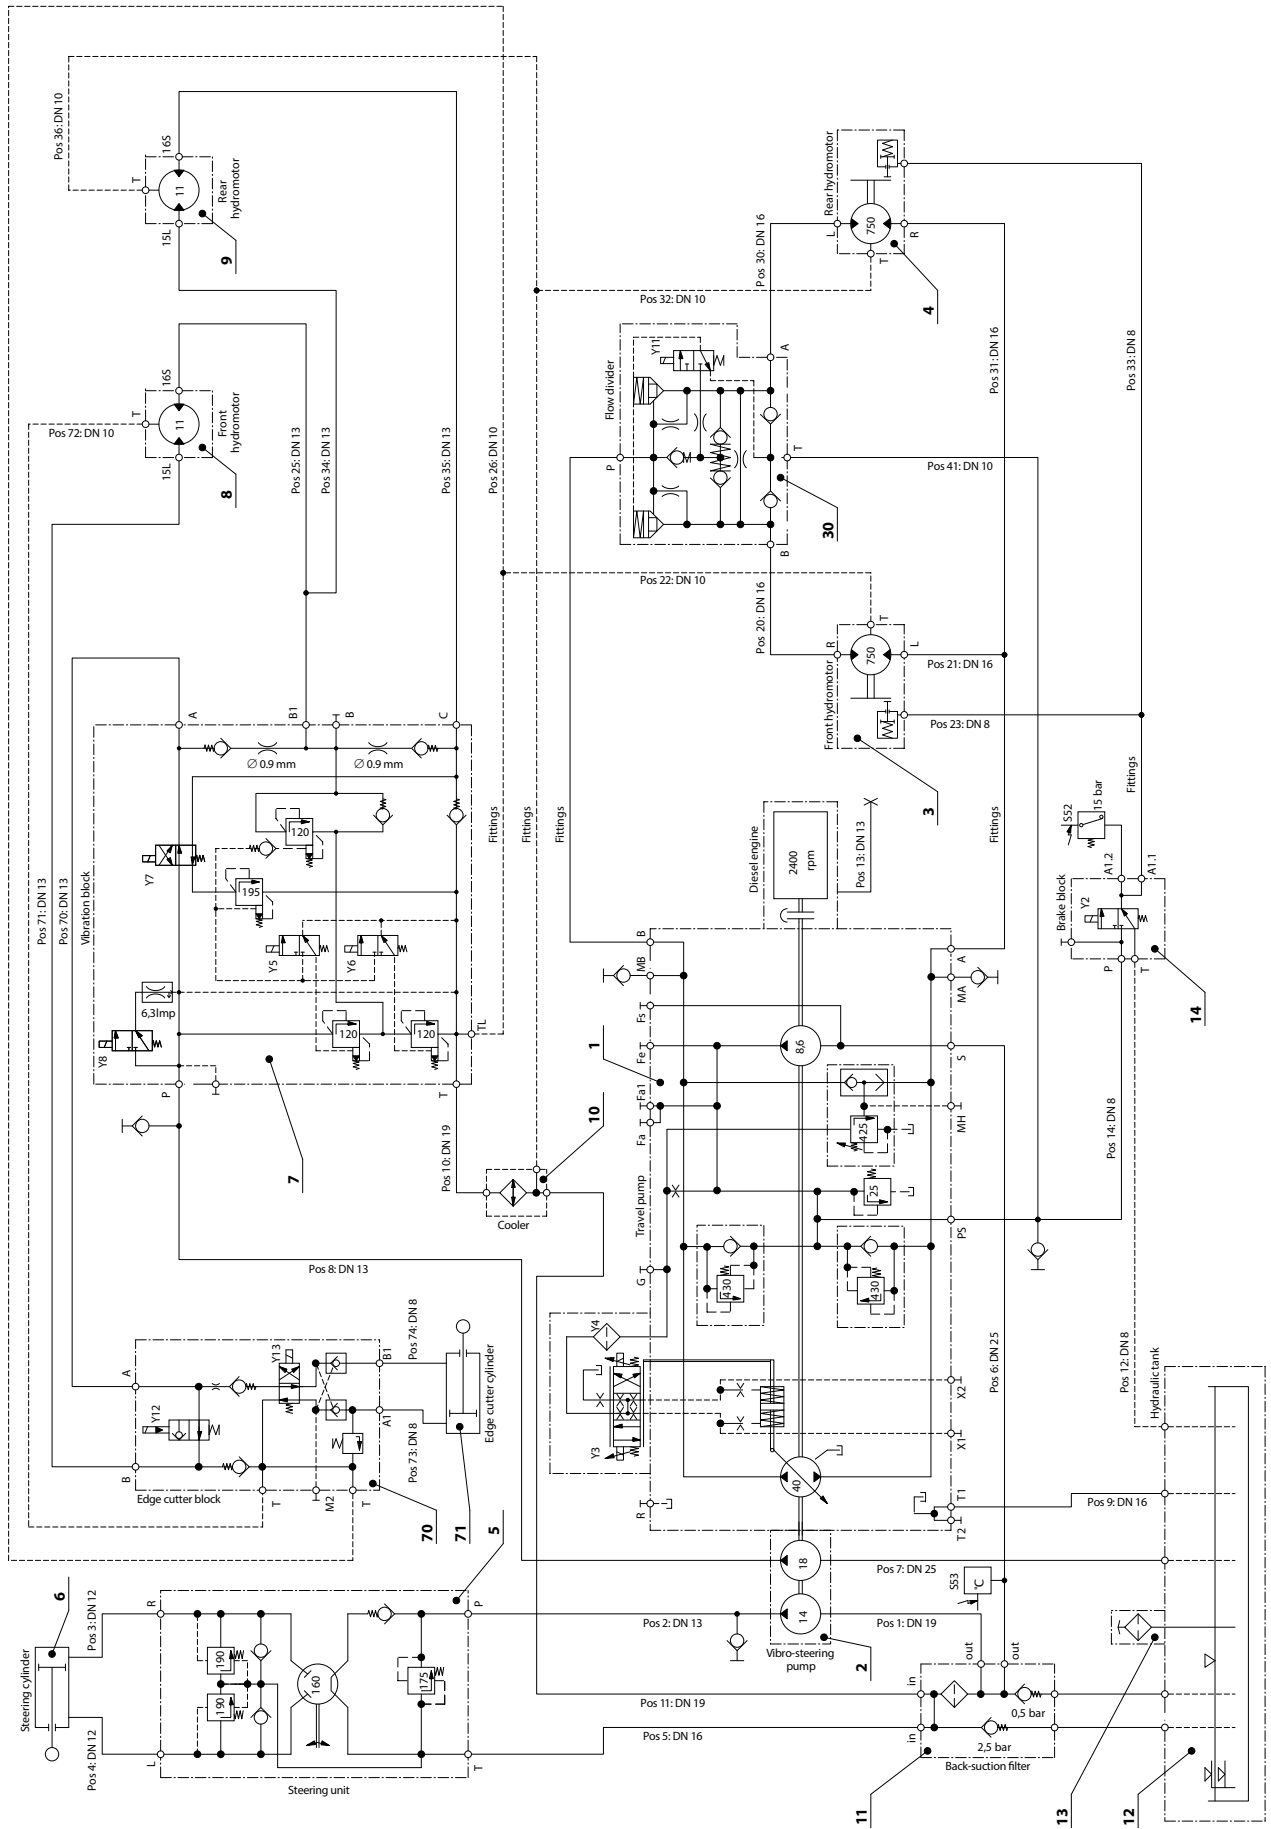 Pos 36: DN 10
T
16S
11
15L
Rear
hydromotor
9
Pos 72: DN 10
T
16S
11
15L
Front
hydromotor
8
Pos 25: DN 13
Pos 34: DN 13
Pos 35: DN 13
Pos 26: DN 10
Pos 71: DN 13
Pos 70: DN 13
Vibration block
A
B1
B
C
Ø 0.9 mm
Ø 0.9 mm
Y7
120
195
Y5
Y6
6,3lmp
Y8
120
120
P
T
TL
7
Fittings
Fittings
Fittings
Pos 10: DN 19
10
Cooler
Pos 8: DN 13
A
B
Y12
Y13
B1
A1
T
M2
T
Edge cutter block
70
Pos 74: DN 8
Pos 73: DN 8
Edge cutter cylinder
71
5
6
Steering cylinder
Pos 3: DN 12
Pos 4: DN 12
R
L
190
190
160
175
P
T
Steering unit
Pos 30: DN 16
Rear hydromotor
L
750
T
R
4
Pos 32: DN 10
Flow divider
Y11
P
A
T
B
30
Pos 41: DN 10
Pos 31: DN 16
Pos 33: DN 8
Pos 22: DN 10
Pos 20: DN 16
R
T
750
L
Front hydromotor
3
Pos 21: DN 16
Pos 23: DN 8
Diesel engine
2400
rpm
Pos 13: DN 13
Fittings
Fittings
S52
15 bar
A1.2
A1.1
Brake block
Y2
P
T
14
Pos 14: DN 8
Pos 12: DN 8
B
MB
Fs
Fe
Fa1
Fa
1
Travel pump
G
R
8,6
425
25
430
430
40
Y4
Y3
A
MA
S
MH
PS
X2
X1
T1
T2
Pos 6: DN 25
Pos 9: DN 16
Hydraulic tank
18
14
Vibro-steering
pump
2
Pos 7: DN 25
Pos 1: DN 19
Pos 2: DN 13
S53
°C
Pos 11: DN 19
Pos 5: DN 16
out
out
in
in
0,5 bar
2,5 bar
Back-suction filter
11
13
12